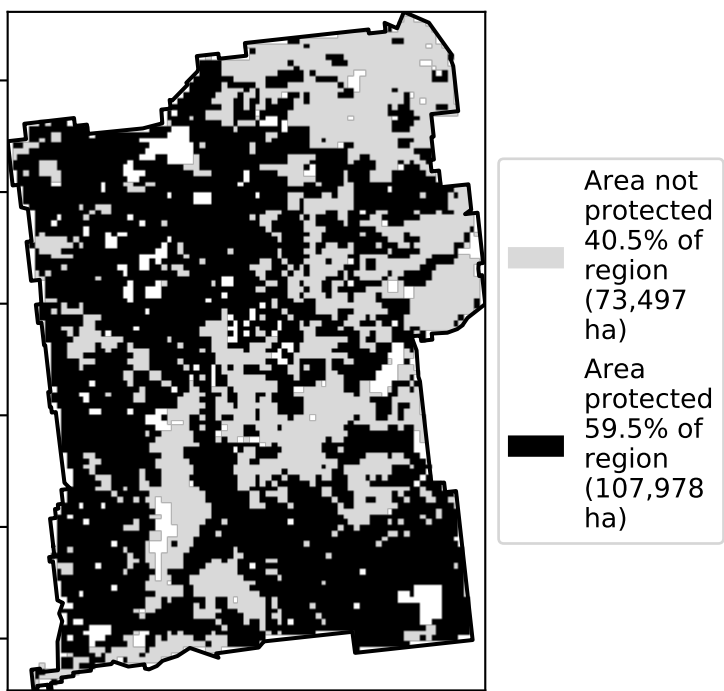 Area not
protected
40.5% of
region
(73,497
ha)
Area
protected
59.5% of
region
(107,978
ha)